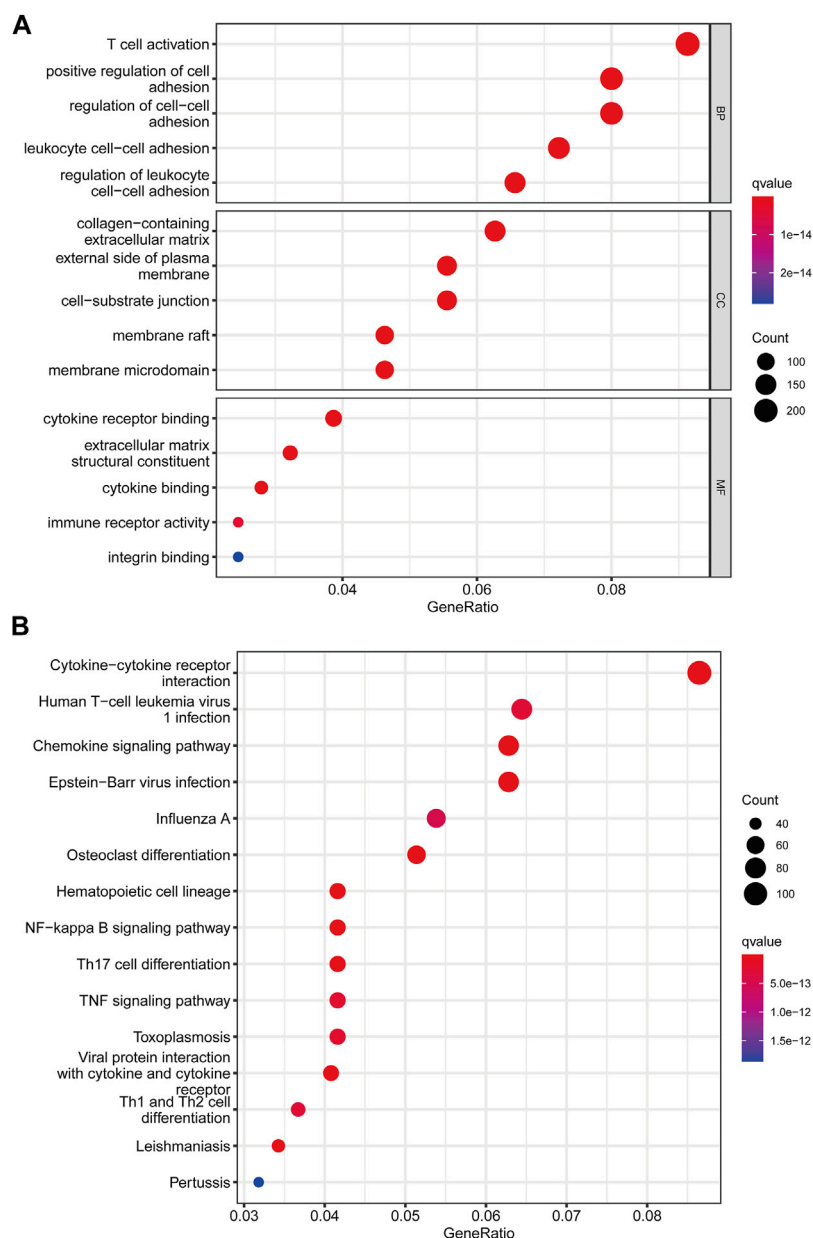 A
T cell activation
positive regulation of cell
adhesion
regulation of cell−cell
adhesion
leukocyte cell−cell adhesion
regulation of leukocyte
cell−cell adhesion
BP
collagen−containing
extracellular matrix
external side of plasma
membrane
cell−substrate junction
membrane raft
membrane microdomain
CC
cytokine receptor binding
extracellular matrix
structural constituent
cytokine binding
immune receptor activity
integrin binding
MF
0.04 0.06 0.08
GeneRatio
qvalue
1e−14
2e−14
Count
100
150
200
B
Cytokine−cytokine receptor
interaction
Human T−cell leukemia virus
1 infection
Chemokine signaling pathway
Epstein−Barr virus infection
Influenza A
Osteoclast differentiation
Hematopoietic cell lineage
NF−kappa B signaling pathway
Th17 cell differentiation
TNF signaling pathway
Toxoplasmosis
Viral protein interaction
with cytokine and cytokine
receptor
Th1 and Th2 cell
differentiation
Leishmaniasis
Pertussis
0.03 0.04 0.05 0.06 0.07 0.08
GeneRatio
Count
40
60
80
100
qvalue
5.0e−13
1.0e−12
1.5e−12